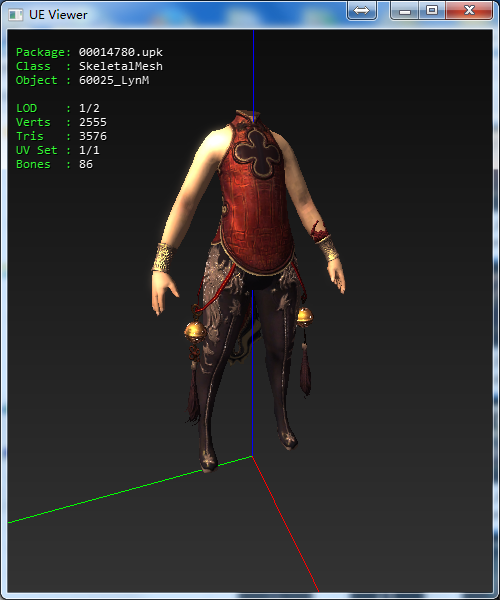 UE Viewer
Package: 00014780.upk
Class : SkeletalMesh
Object : 60025_LynM
LOD : 1/2
Verts : 2555
Tris : 3576
UV Set : 1/1
Bones : 86